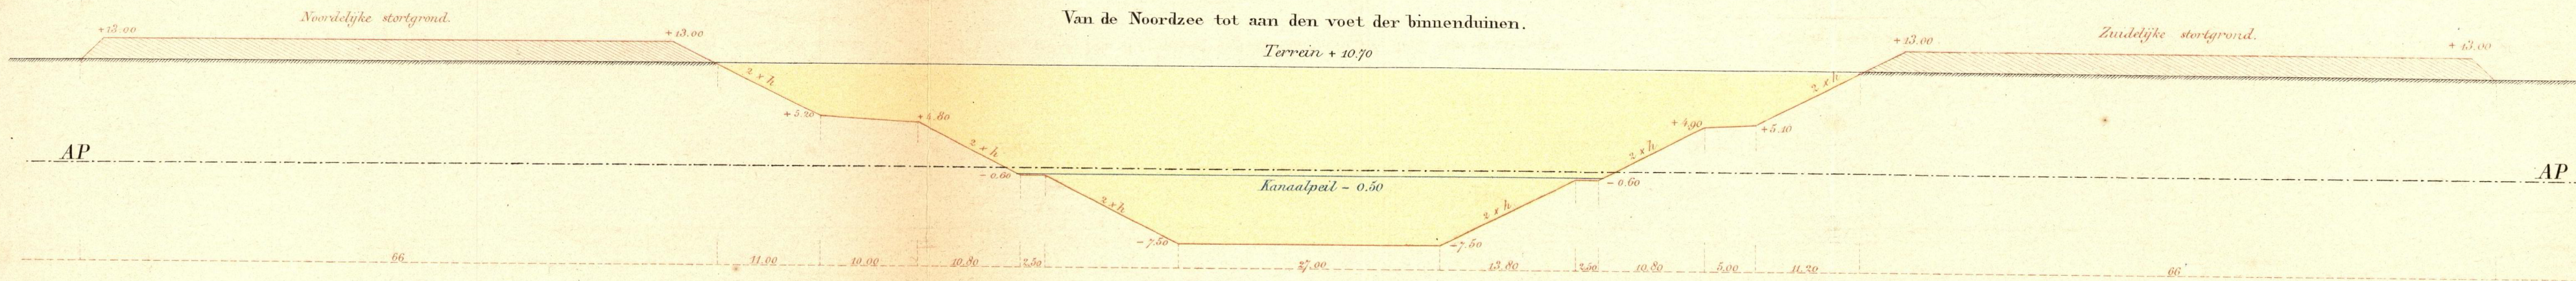 Van de Noordzee tot aan den voet der binnenduinen.
Noordelijke stortgrond.
Zuidelijke stortgrond.
+13.00
+13.00
Terrein + 10.70
+13.00
+ 13.00
2 x h
2 x h
+5.20
+4.80
+4.90
+5.10
2 x h
2 x h
AP
AP
- 0.60
Kanaalpeil - 0.50
- 0.60
2 x h
2 x h
- 7.50
-7.50
66
11.00
10.00
10.80
2.50
27.00
13.80
2.50
10.80
5.00
11.20
66